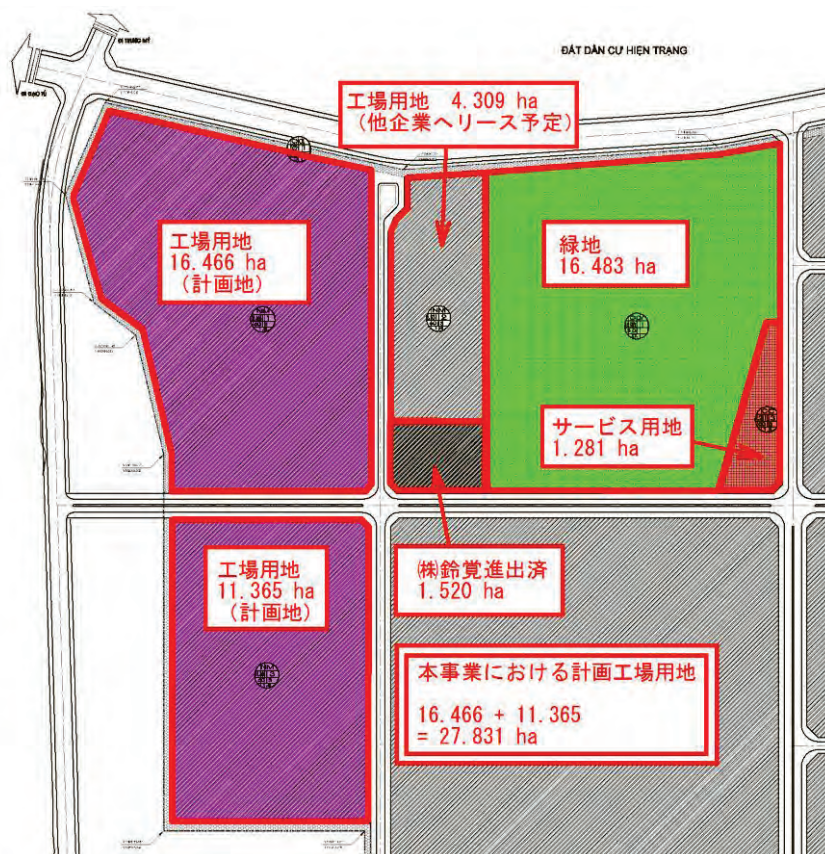 ĐẤT DÂN CƯ HIỆN TRẠNG
工場用地 4.309 ha
(他企業へリース予定)
工場用地
16.466 ha
(計画地)
緑地
16.483 ha
サービス用地
1.281 ha
工場用地
11.365 ha
(計画地)
㈱鈴覚進出済
1.520 ha
本事業における計画工場用地
16.466 + 11.365
= 27.831 ha